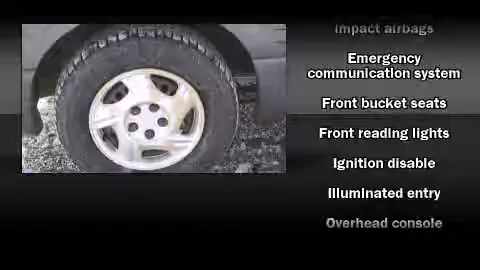 Impact airbags
Emergency
communication system
Front bucket seats
Front reading lights
Ignition disable
Illuminated entry
Overhead console